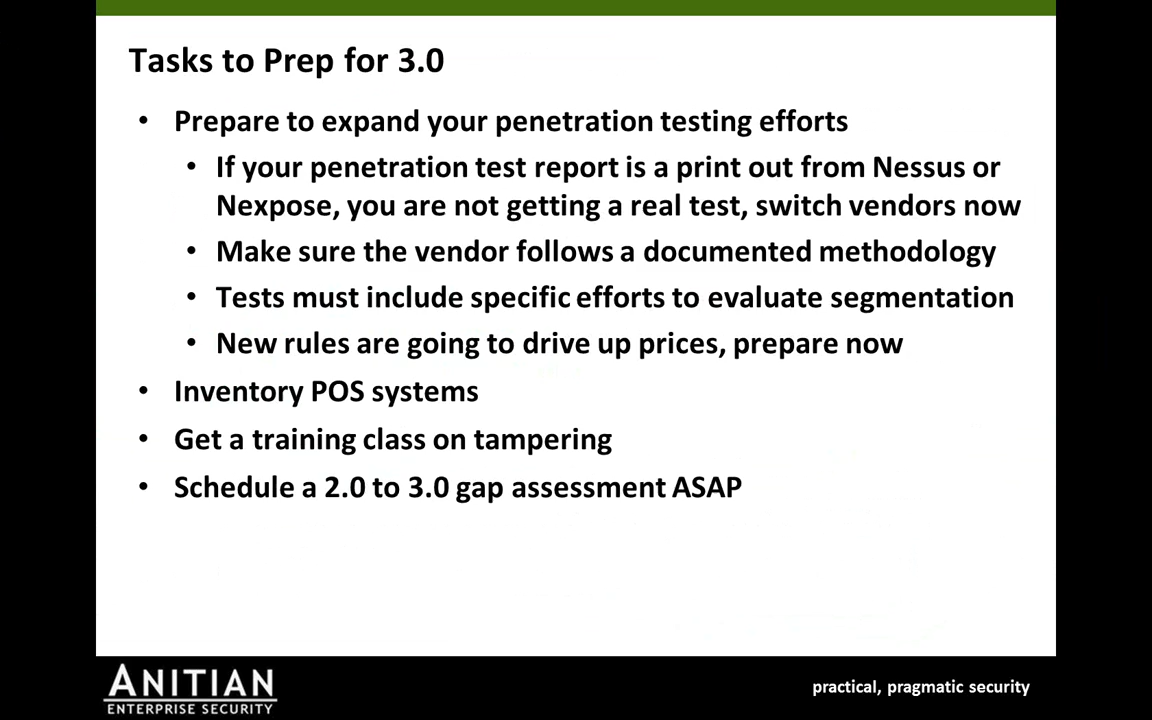 Tasks to Prep for 3.0
• Prepare to expand your penetration testing efforts
• If your penetration test report is a print out from Nessus or
Nexpose, you are not getting a real test, switch vendors now
• Make sure the vendor follows a documented methodology
• Tests must include specific efforts to evaluate segmentation
• New rules are going to drive up prices, prepare now
• Inventory POS systems
• Get a training class on tampering
• Schedule a 2.0 to 3.0 gap assessment ASAP
ANITIAN
ENTERPRISE SECURITY
practical, pragmatic security